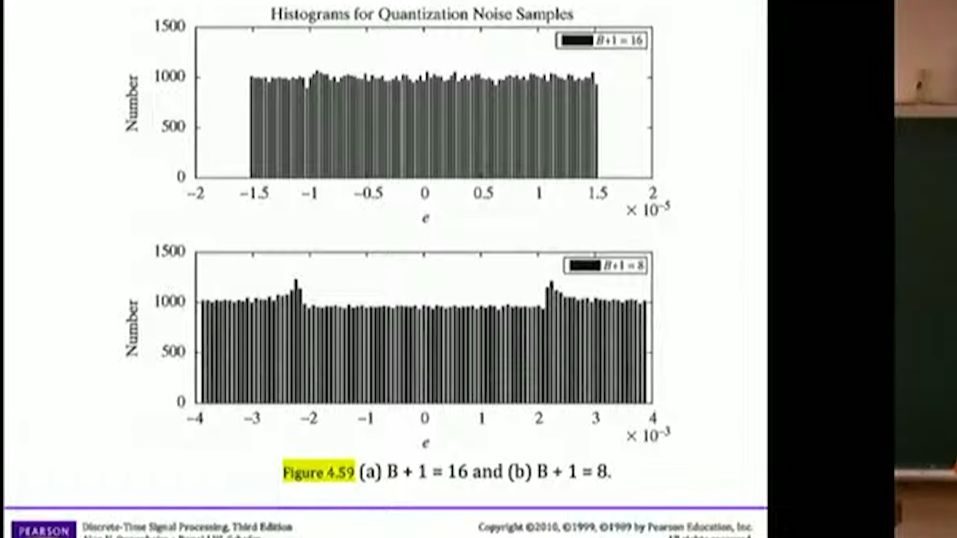 Histograms for Quantization Noise Samples
1500
1000
500
0
Number
B+1 = 16
−2 −1.5 −1 −0.5 0 0.5 1 1.5 2
× 10⁻⁵
e
1500
1000
500
0
Number
B+1 = 8
−4 −3 −2 −1 0 1 2 3 4
× 10⁻³
e
Figure 4.59 (a) B + 1 = 16 and (b) B + 1 = 8.
PEARSON
Discrete-Time Signal Processing, Third Edition
Copyright ©2010, ©1999, ©1989 by Pearson Education, Inc.